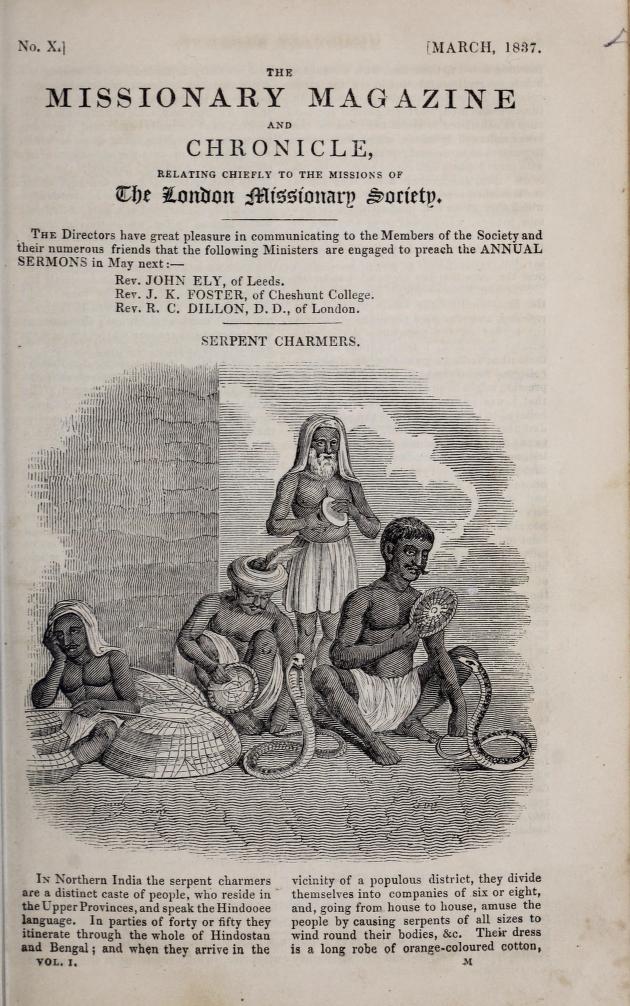 No. X.]
[MARCH, 1837.
THE
MISSIONARY MAGAZINE
AND
CHRONICLE,
RELATING CHIEFLY TO THE MISSIONS OF
The London Missionary Society.
THE Directors have great pleasure in communicating to the Members of the Society and
their numerous friends that the following Ministers are engaged to preach the ANNUAL
SERMONS in May next:—
Rev. JOHN ELY, of Leeds.
Rev. J. K. FOSTER, of Cheshunt College.
Rev. R. C. DILLON, D. D., of London.
SERPENT CHARMERS.
IN Northern India the serpent charmers
are a distinct caste of people, who reside in
the Upper Provinces, and speak the Hindooee
language. In parties of forty or fifty they
itinerate through the whole of Hindostan
and Bengal; and when they arrive in the
vicinity of a populous district, they divide
themselves into companies of six or eight,
and, going from house to house, amuse the
people by causing serpents of all sizes to
wind round their bodies, &c. Their dress
is a long robe of orange-coloured cotton,
VOL. I.
M